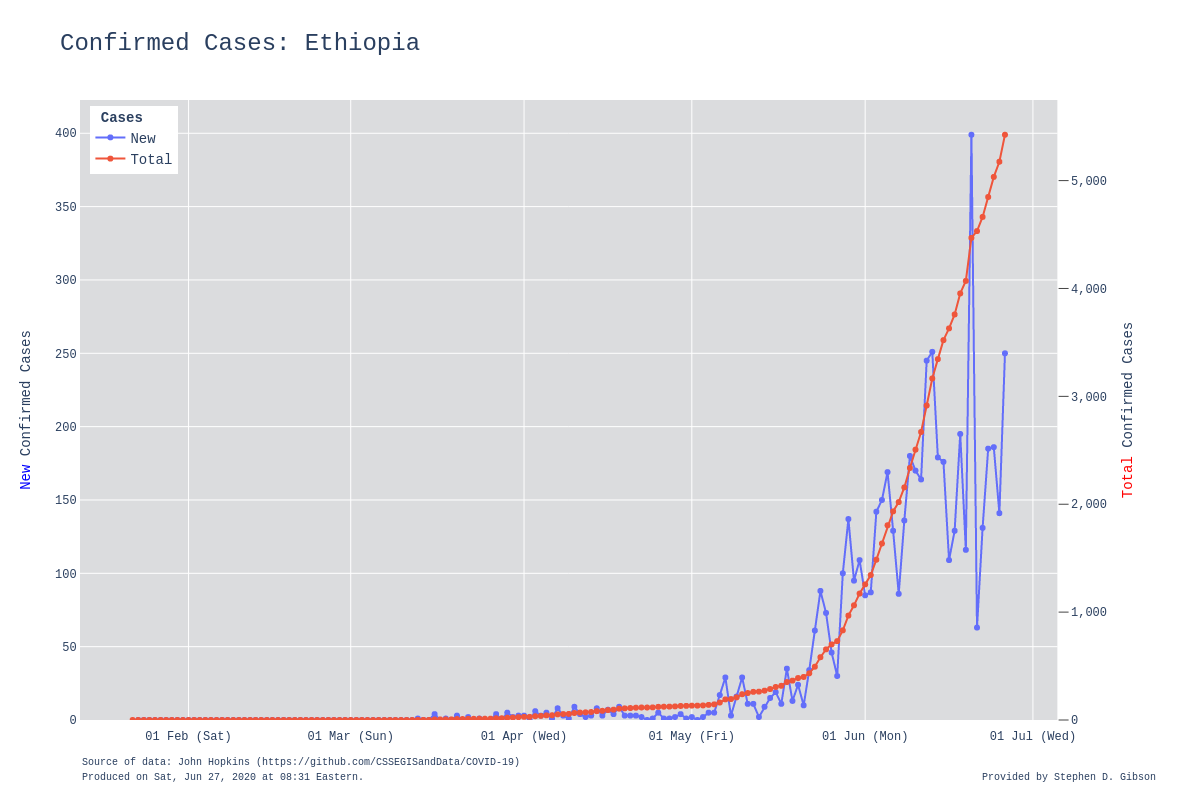 Confirmed Cases: Ethiopia
Cases
New
Total
400
350
300
250
200
150
100
50
0
5,000
4,000
3,000
2,000
1,000
0
New Confirmed Cases
Total Confirmed Cases
01 Feb (Sat)
01 Mar (Sun)
01 Apr (Wed)
01 May (Fri)
01 Jun (Mon)
01 Jul (Wed)
Source of data: John Hopkins (https://github.com/CSSEGISandData/COVID-19)
Produced on Sat, Jun 27, 2020 at 08:31 Eastern.
Provided by Stephen D. Gibson